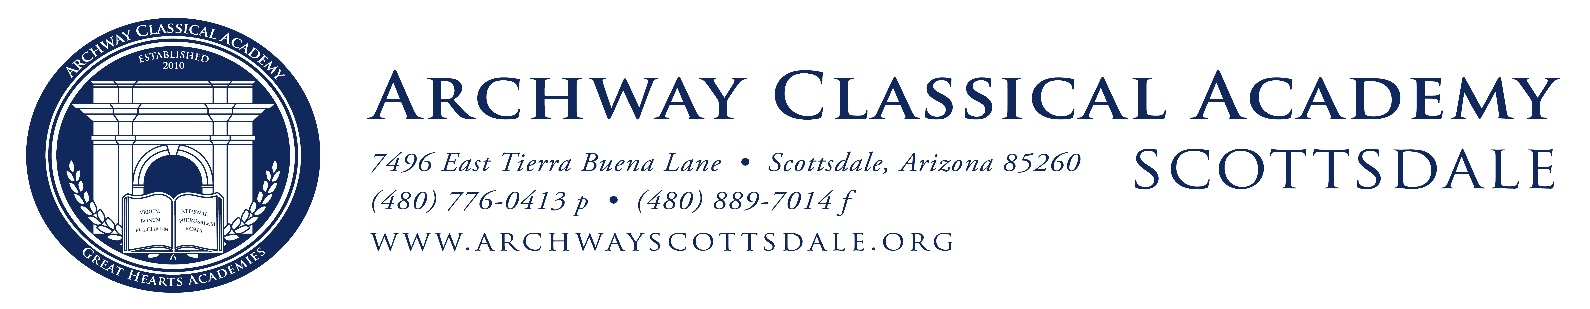 ARCHWAY CLASSICAL ACADEMY
ESTABLISHED
2010
GREAT HEARTS ACADEMIES
ARCHWAY CLASSICAL ACADEMY
SCOTTSDALE
7496 East Tierra Buena Lane • Scottsdale, Arizona 85260
(480) 776-0413 p • (480) 889-7014 f
WWW.ARCHWAYSCOTTSDALE.ORG